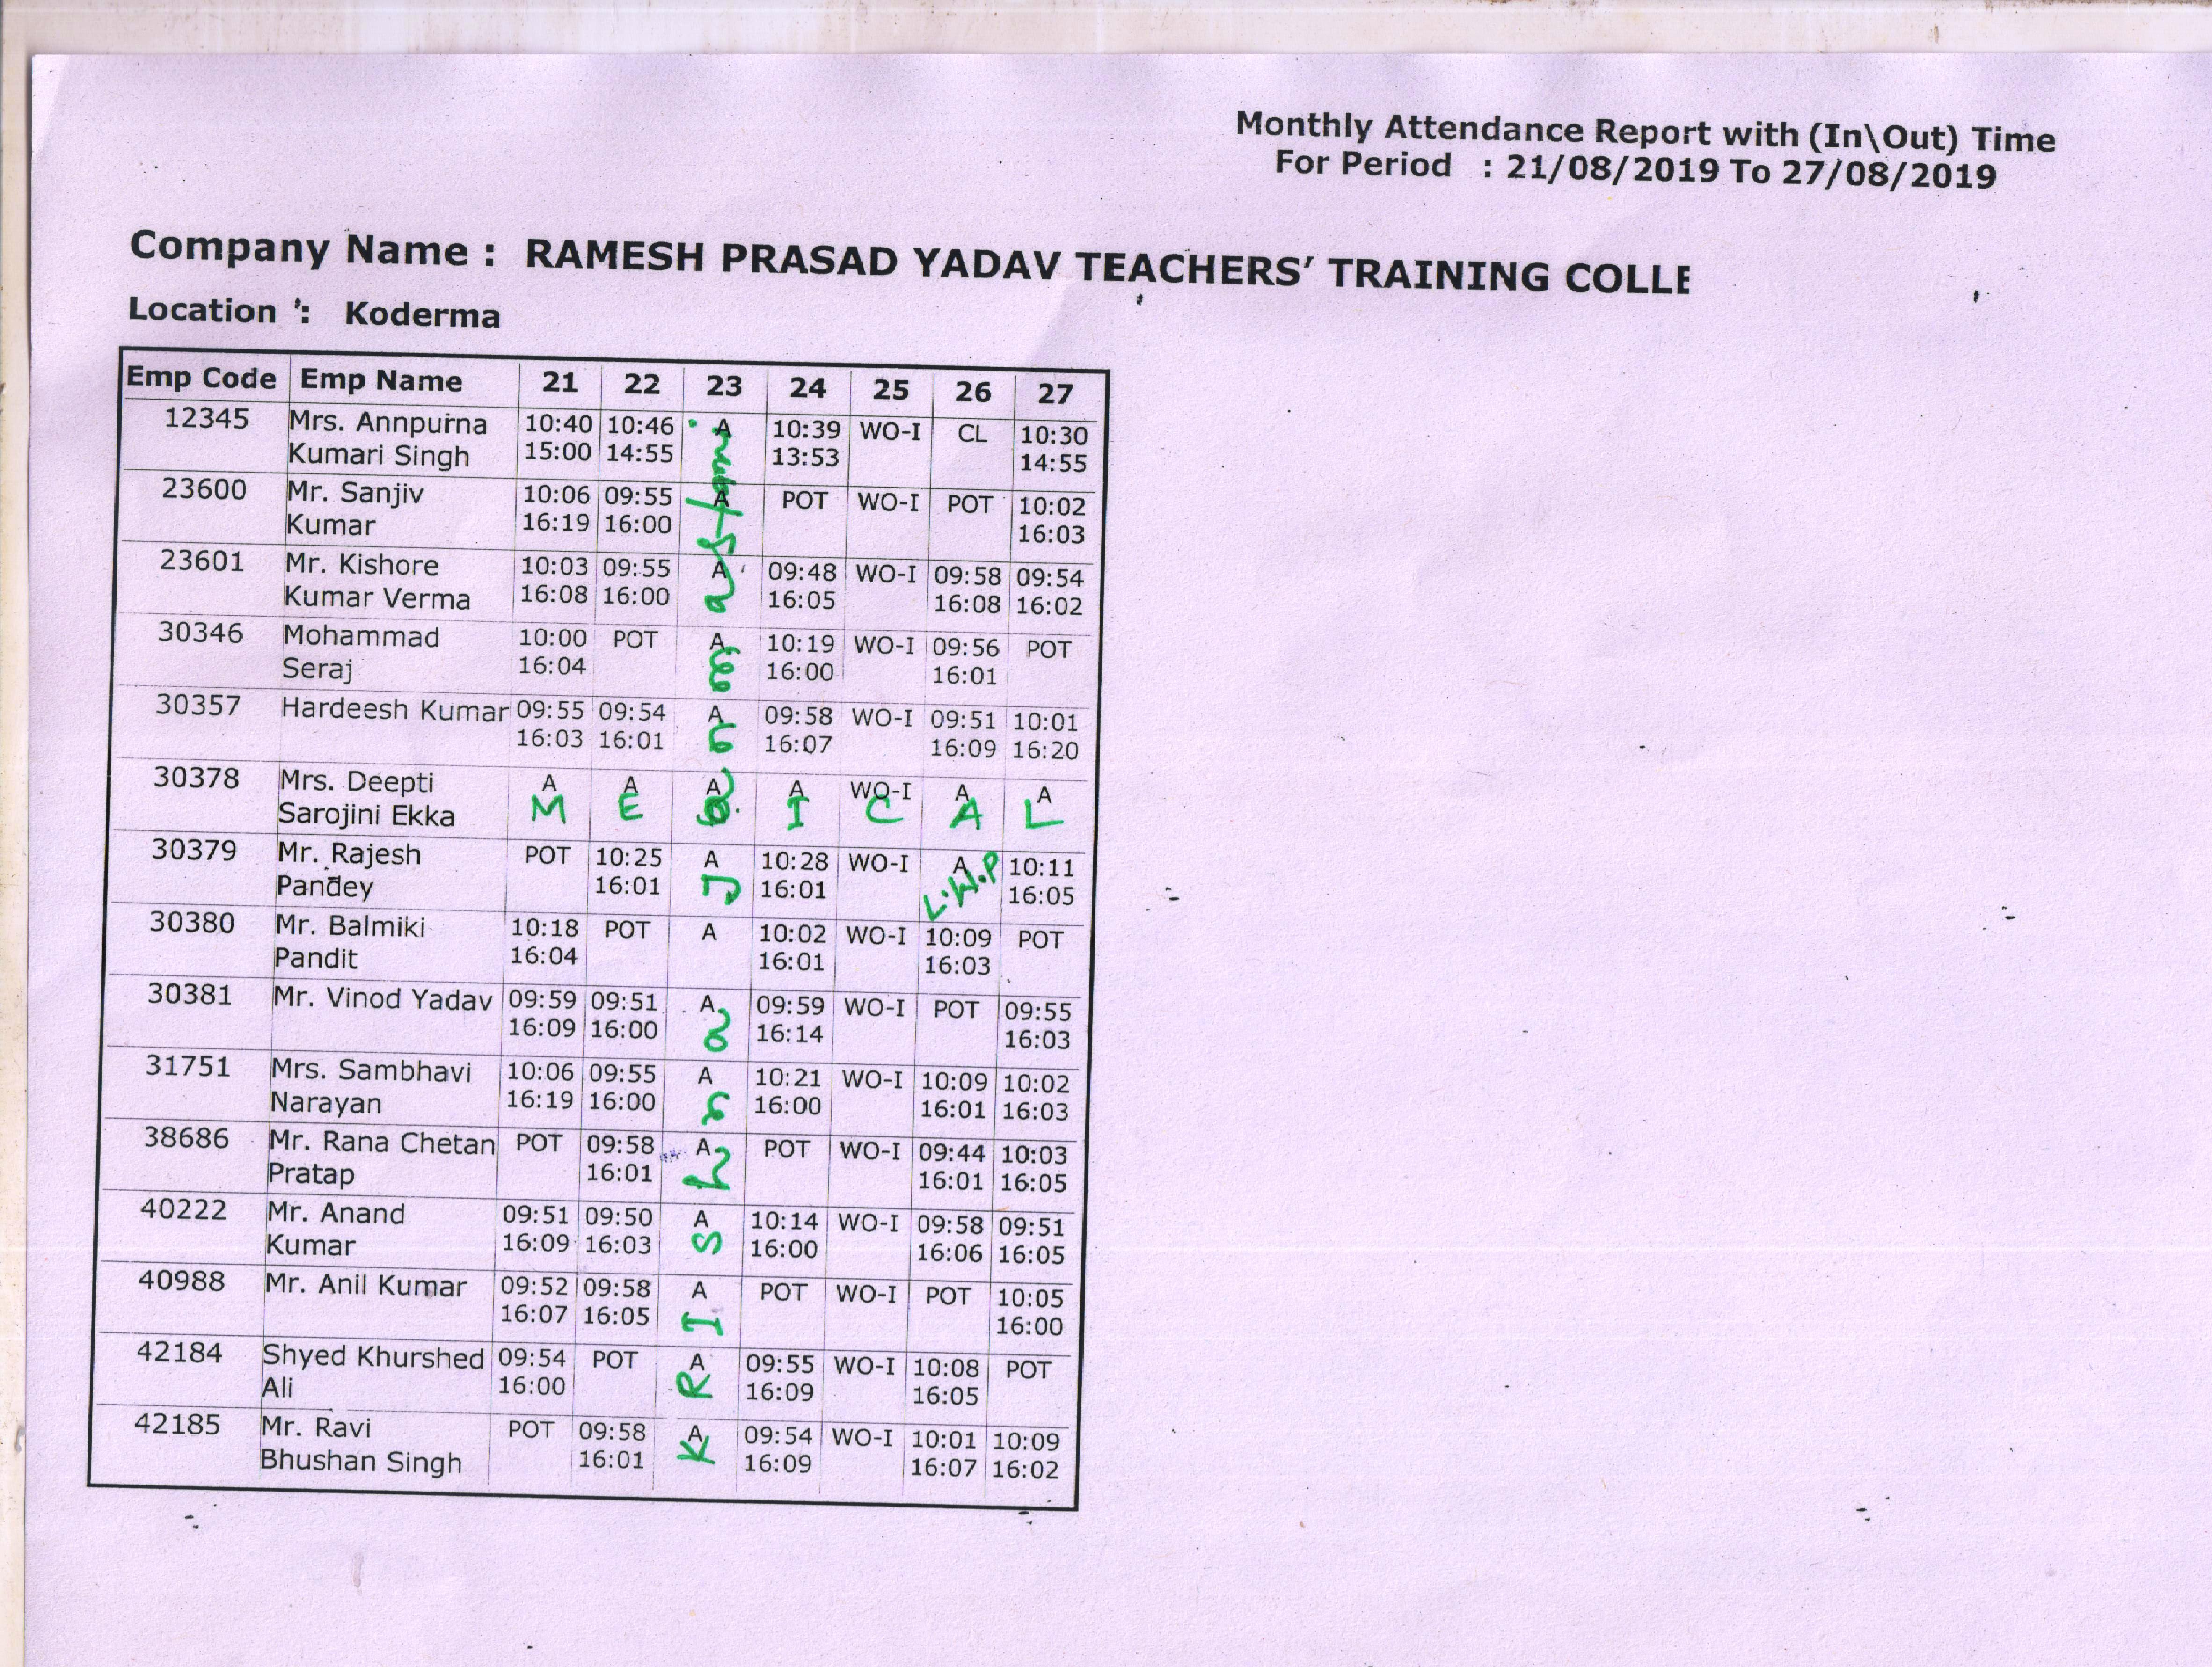 Monthly Attendance Report with (In\Out) Time
For Period : 21/08/2019 To 27/08/2019
Company Name : RAMESH PRASAD YADAV TEACHERS' TRAINING COLLE
Location : Koderma
Emp Code Emp Name 21 22 23 24 25 26 27
12345 Mrs. Annpurna 10:40 10:46 A 10:39 WO-I CL 10:30
Kumari Singh 15:00 14:55 13:53 14:55
23600 Mr. Sanjiv 10:06 09:55 A POT WO-I POT 10:02
Kumar 16:19 16:00 16:03
23601 Mr. Kishore 10:03 09:55 A 09:48 WO-I 09:58 09:54
Kumar Verma 16:08 16:00 16:05 16:08 16:02
30346 Mohammad 10:00 POT A 10:19 WO-I 09:56 POT
Seraj 16:04 16:00 16:01
30357 Hardeesh Kumar 09:55 09:54 A 09:58 WO-I 09:51 10:01
16:03 16:01 16:07 16:09 16:20
30378 Mrs. Deepti A A A A WO-I A A
Sarojini Ekka M E D I C A L
30379 Mr. Rajesh POT 10:25 A 10:28 WO-I A 10:11
Pandey 16:01 16:01 L.W.P 16:05
30380 Mr. Balmiki 10:18 POT A 10:02 WO-I 10:09 POT
Pandit 16:04 16:01 16:03
30381 Mr. Vinod Yadav 09:59 09:51 A 09:59 WO-I POT 09:55
16:09 16:00 16:14 16:03
31751 Mrs. Sambhavi 10:06 09:55 A 10:21 WO-I 10:09 10:02
Narayan 16:19 16:00 16:00 16:01 16:03
38686 Mr. Rana Chetan POT 09:58 A POT WO-I 09:44 10:03
Pratap 16:01 16:01 16:05
40222 Mr. Anand 09:51 09:50 A 10:14 WO-I 09:58 09:51
Kumar 16:09 16:03 16:00 16:06 16:05
40988 Mr. Anil Kumar 09:52 09:58 A POT WO-I POT 10:05
16:07 16:05 16:00
42184 Shyed Khurshed 09:54 POT A 09:55 WO-I 10:08 POT
Ali 16:00 16:09 16:05
42185 Mr. Ravi POT 09:58 A 09:54 WO-I 10:01 10:09
Bhushan Singh 16:01 16:09 16:07 16:02